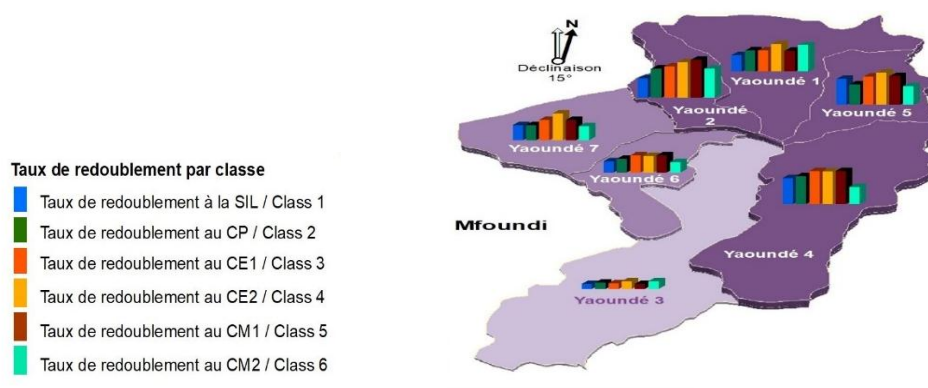 N
Déclinaison
15°
Yaoundé 1
Yaoundé
2
Yaoundé 5
Yaoundé 7
Yaoundé 6
Mfoundi
Yaoundé 4
Yaoundé 3
Taux de redoublement par classe
Taux de redoublement à la SIL / Class 1
Taux de redoublement au CP / Class 2
Taux de redoublement au CE1 / Class 3
Taux de redoublement au CE2 / Class 4
Taux de redoublement au CM1 / Class 5
Taux de redoublement au CM2 / Class 6